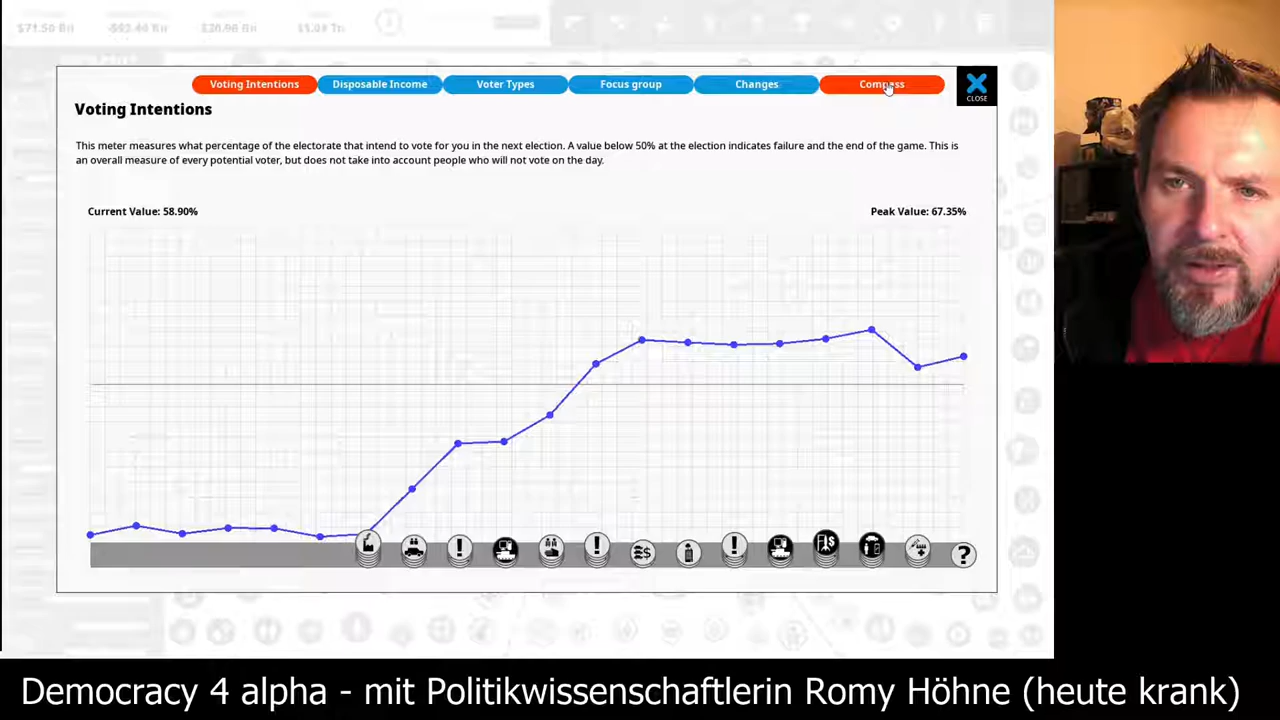 $71.50 Bn
Voting Intentions
Disposable Income
Voter Types
Focus group
Changes
Compass
CLOSE
Voting Intentions
This meter measures what percentage of the electorate that intend to vote for you in the next election. A value below 50% at the election indicates failure and the end of the game. This is
an overall measure of every potential voter, but does not take into account people who will not vote on the day.
Current Value: 58.90%
Peak Value: 67.35%
Democracy 4 alpha - mit Politikwissenschaftlerin Romy Höhne (heute krank)